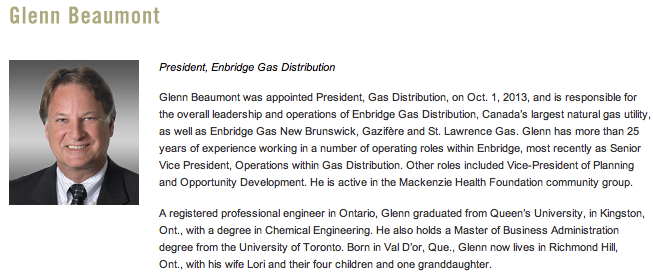 Glenn Beaumont
President, Enbridge Gas Distribution
Glenn Beaumont was appointed President, Gas Distribution, on Oct. 1, 2013, and is responsible for
the overall leadership and operations of Enbridge Gas Distribution, Canada's largest natural gas utility,
as well as Enbridge Gas New Brunswick, Gazifère and St. Lawrence Gas. Glenn has more than 25
years of experience working in a number of operating roles within Enbridge, most recently as Senior
Vice President, Operations within Gas Distribution. Other roles included Vice-President of Planning
and Opportunity Development. He is active in the Mackenzie Health Foundation community group.
A registered professional engineer in Ontario, Glenn graduated from Queen's University, in Kingston,
Ont., with a degree in Chemical Engineering. He also holds a Master of Business Administration
degree from the University of Toronto. Born in Val D'or, Que., Glenn now lives in Richmond Hill,
Ont., with his wife Lori and their four children and one granddaughter.